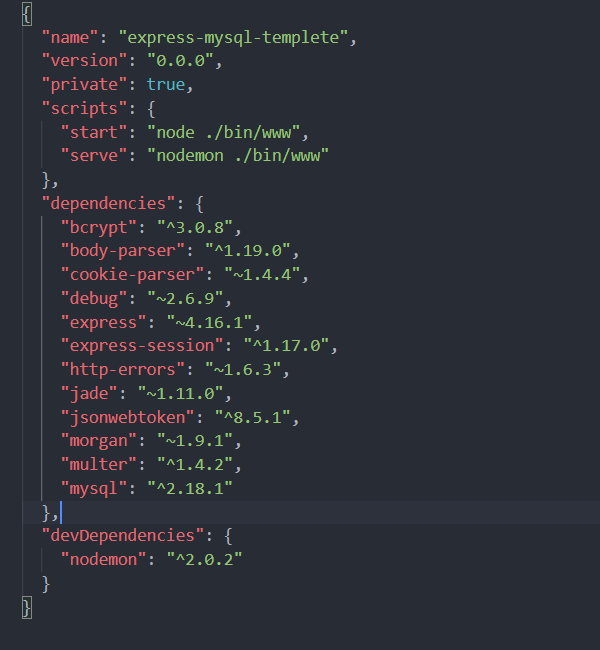 {
  "name": "express-mysql-templete",
  "version": "0.0.0",
  "private": true,
  "scripts": {
    "start": "node ./bin/www",
    "serve": "nodemon ./bin/www"
  },
  "dependencies": {
    "bcrypt": "^3.0.8",
    "body-parser": "^1.19.0",
    "cookie-parser": "~1.4.4",
    "debug": "~2.6.9",
    "express": "~4.16.1",
    "express-session": "^1.17.0",
    "http-errors": "~1.6.3",
    "jade": "~1.11.0",
    "jsonwebtoken": "^8.5.1",
    "morgan": "~1.9.1",
    "multer": "^1.4.2",
    "mysql": "^2.18.1"
  },
  "devDependencies": {
    "nodemon": "^2.0.2"
  }
}